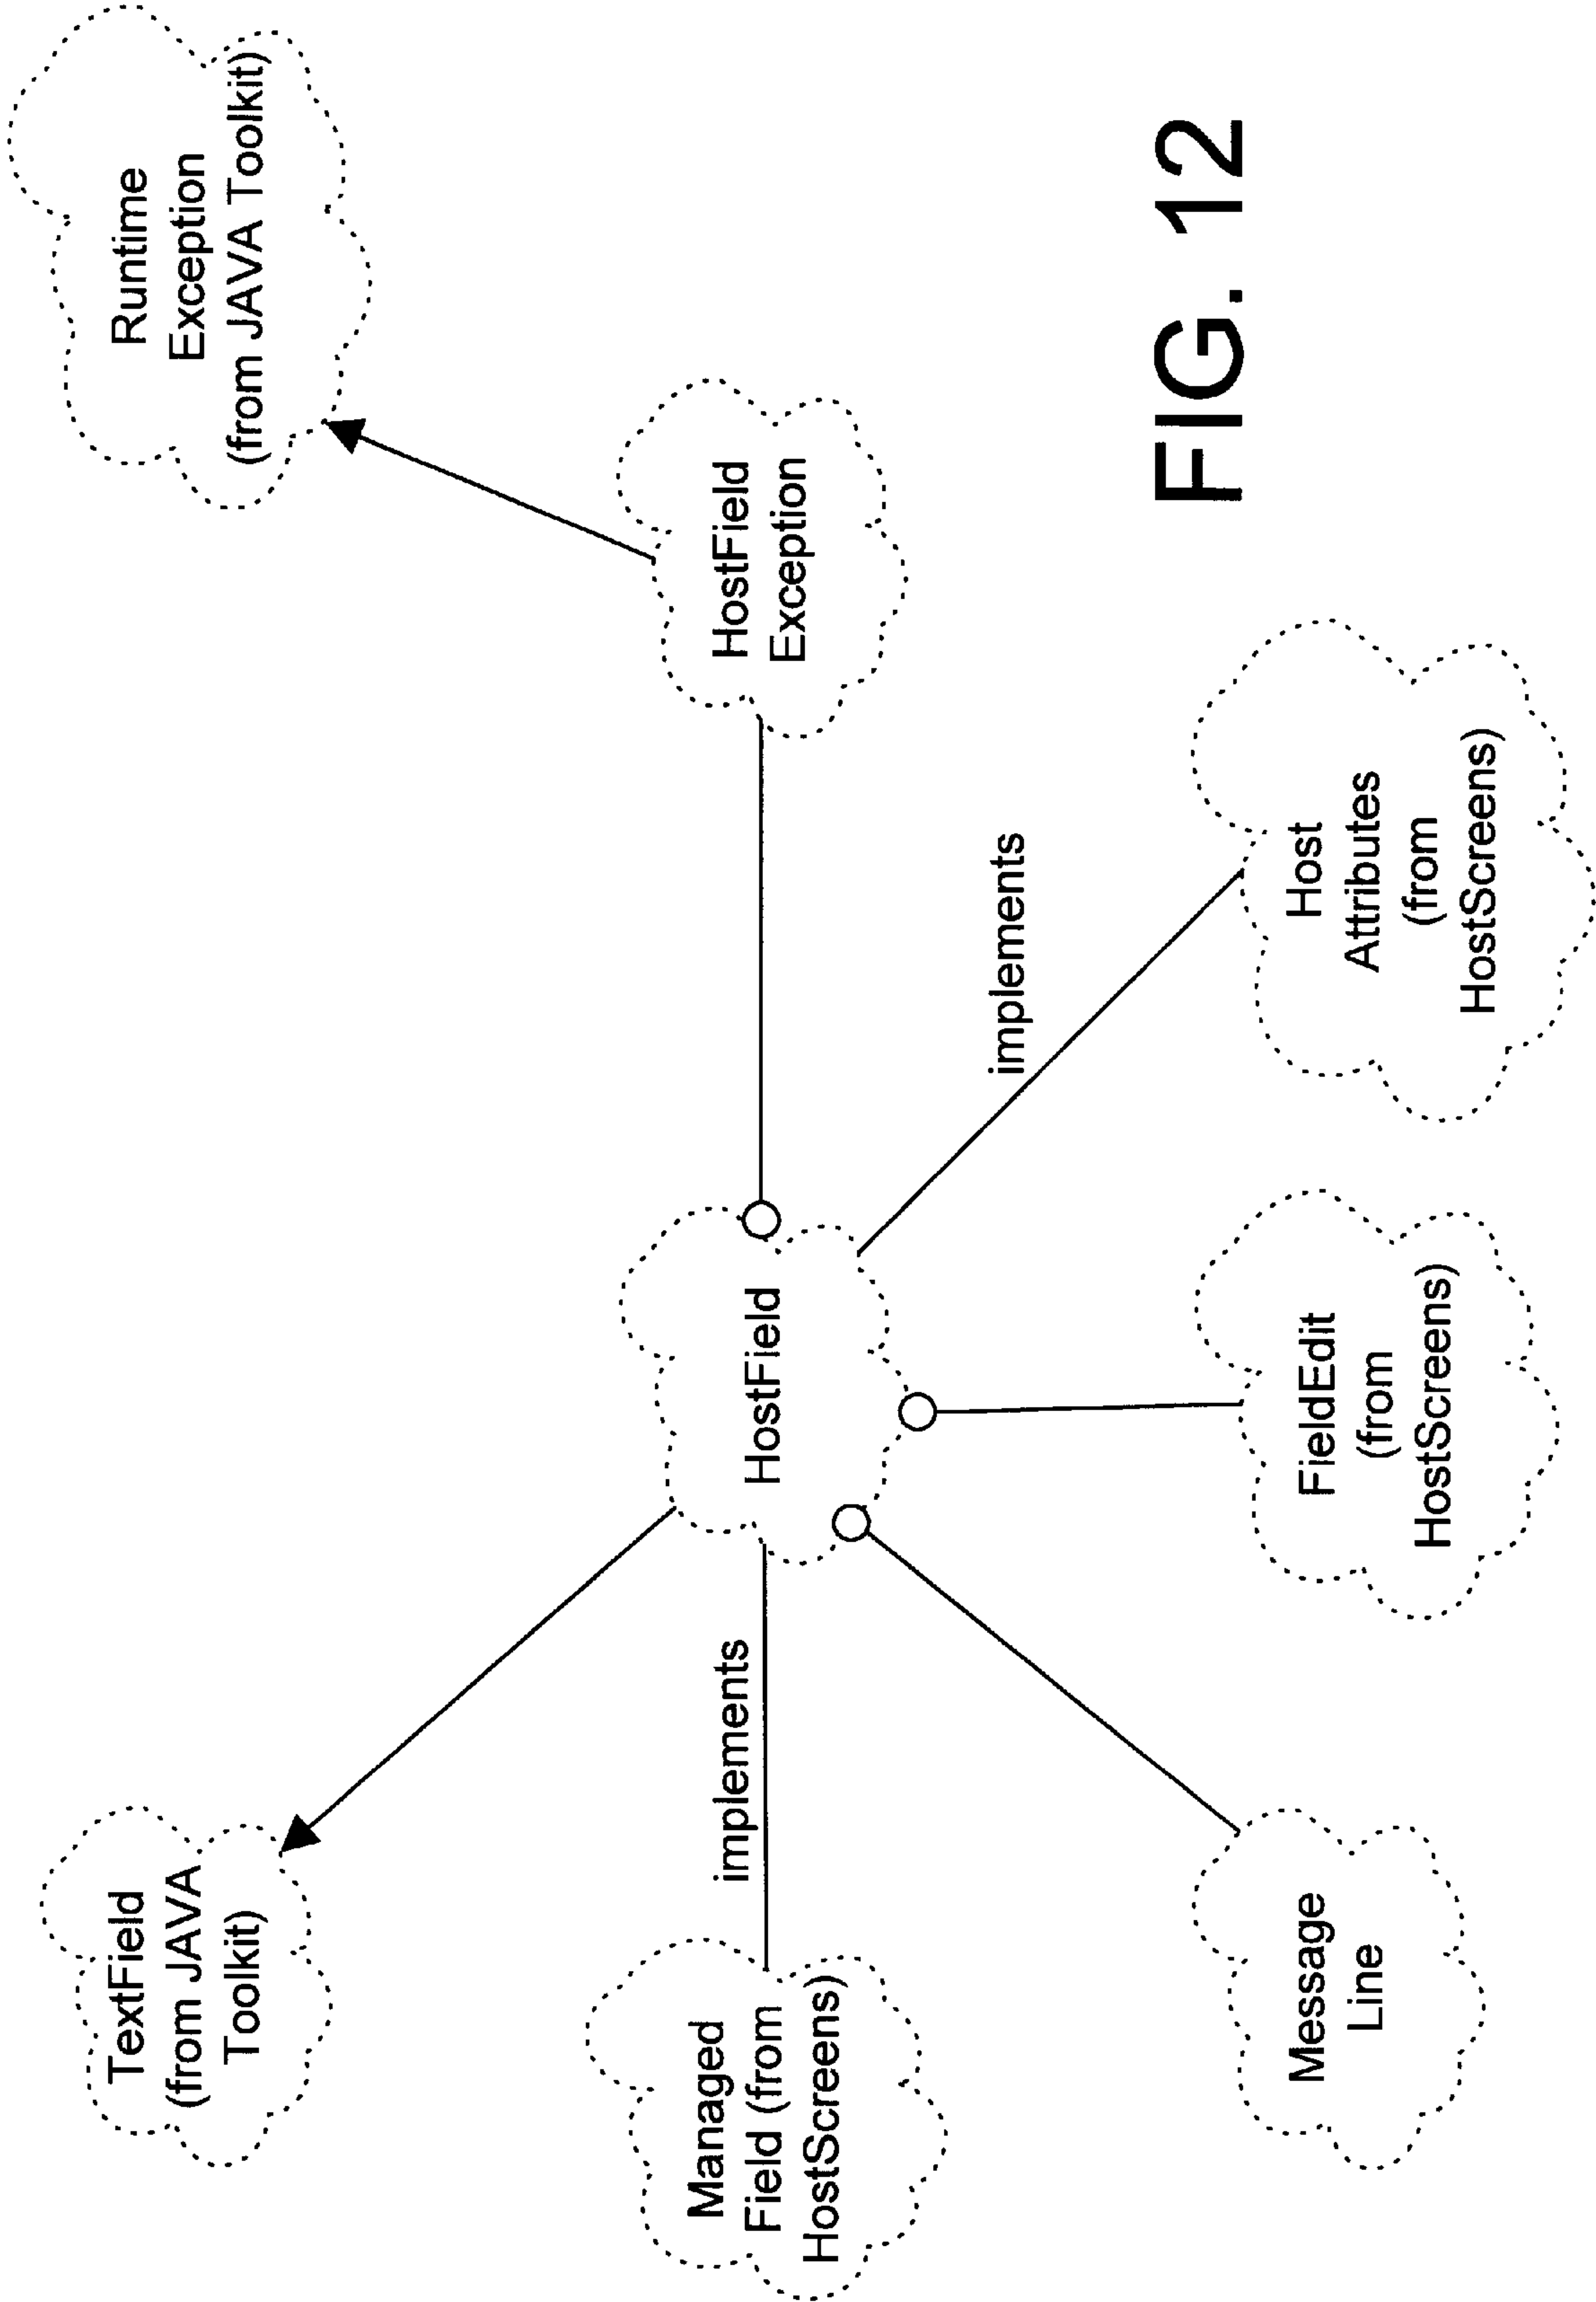 TextField
(from JAVA
Toolkit)
Runtime
Exception
(from JAVA Toolkit)
Managed
Field (from
HostScreens)
implements
HostField
HostField
Exception
implements
Message
Line
FieldEdit
(from
HostScreens)
Host
Attributes
(from
HostScreens)
FIG. 12